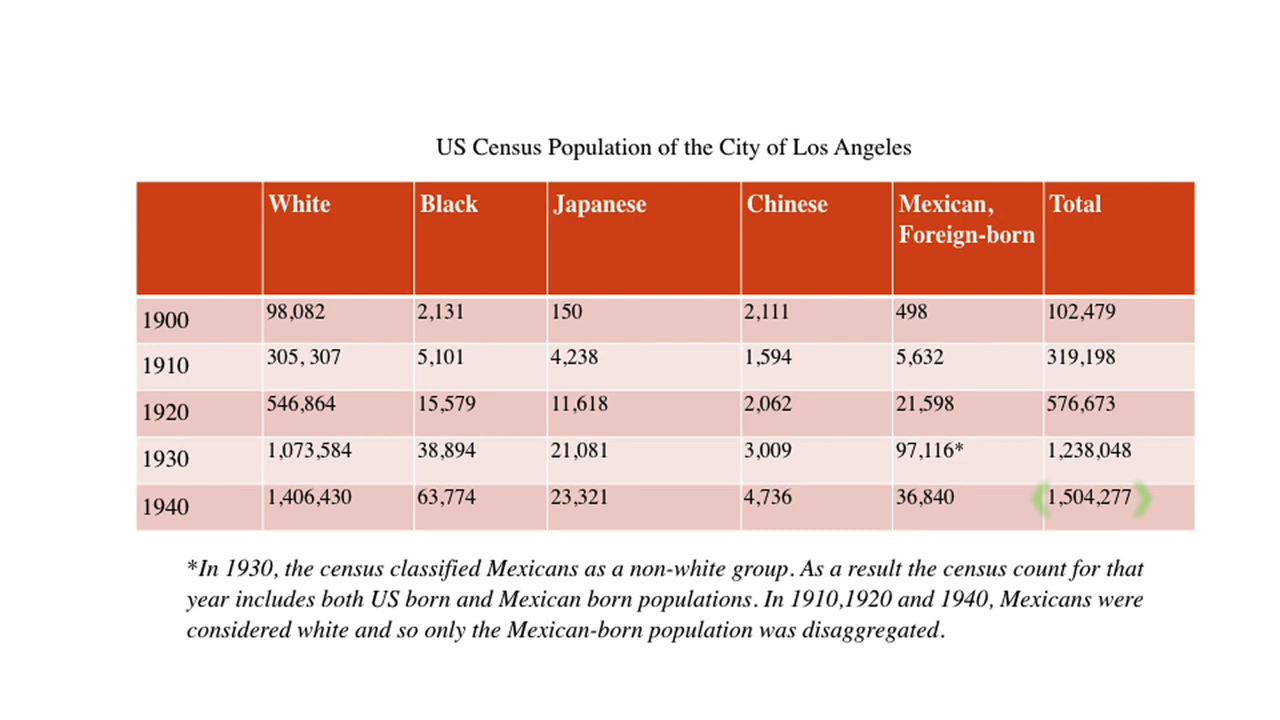 US Census Population of the City of Los Angeles
White Black Japanese Chinese Mexican, Foreign-born Total
1900 98,082 2,131 150 2,111 498 102,479
1910 305, 307 5,101 4,238 1,594 5,632 319,198
1920 546,864 15,579 11,618 2,062 21,598 576,673
1930 1,073,584 38,894 21,081 3,009 97,116* 1,238,048
1940 1,406,430 63,774 23,321 4,736 36,840 1,504,277
*In 1930, the census classified Mexicans as a non-white group. As a result the census count for that
year includes both US born and Mexican born populations. In 1910,1920 and 1940, Mexicans were
considered white and so only the Mexican-born population was disaggregated.